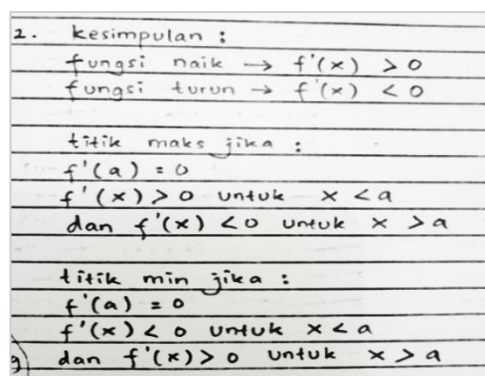 2. kesimpulan :
fungsi naik → f'(x) > 0
fungsi turun → f'(x) < 0
titik maks jika :
f'(a) = 0
f'(x) > 0 untuk x < a
dan f'(x) < 0 untuk x > a
titik min jika :
f'(a) = 0
f'(x) < 0 untuk x < a
dan f'(x) > 0 untuk x > a